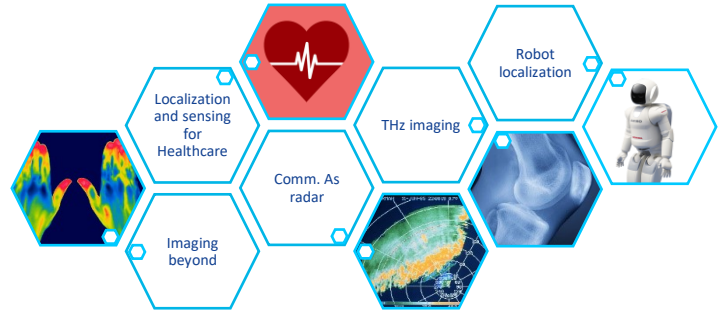 Localization
and sensing
for
Healthcare
Imaging
beyond
Comm. As
radar
THz imaging
Robot
localization